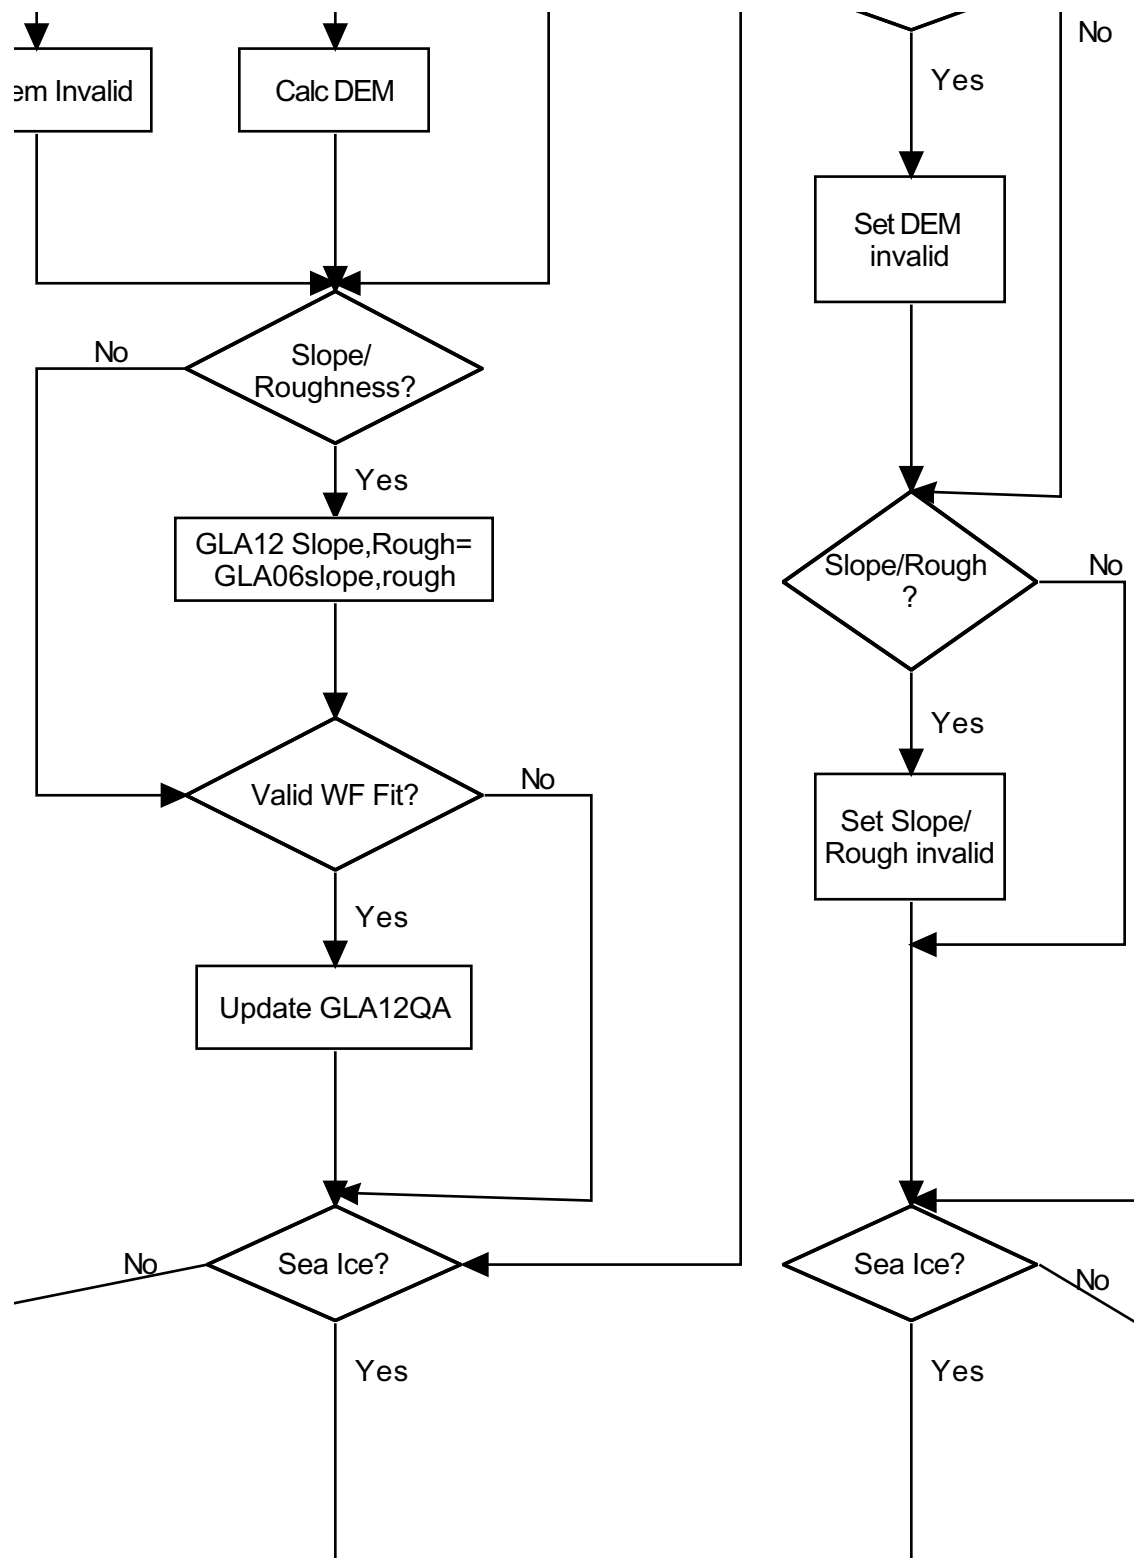 No
Yes
em Invalid
Calc DEM
Set DEM
invalid
No
Slope/
Roughness?
Yes
GLA12 Slope,Rough=
GLA06slope,rough
Slope/Rough
?
No
Yes
Valid WF Fit?
No
Set Slope/
Rough invalid
Yes
Update GLA12QA
No
Sea Ice?
Sea Ice?
No
Yes
Yes